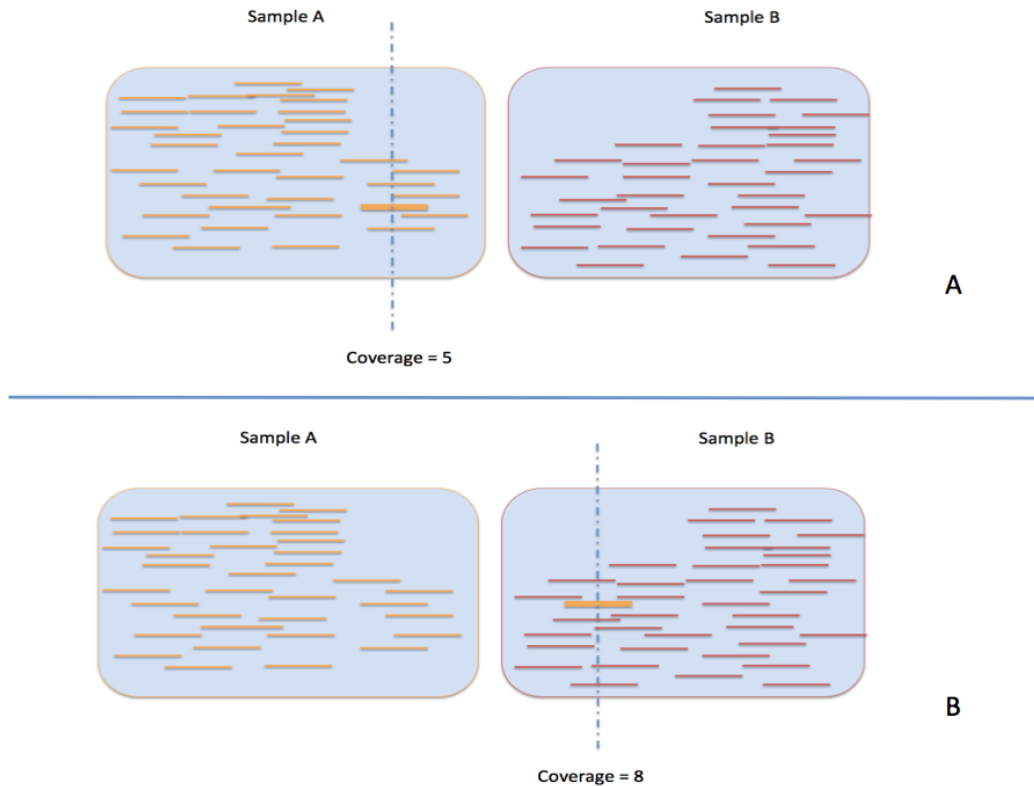 Sample A
Sample B
A
Coverage = 5
Sample A
Sample B
B
Coverage = 8